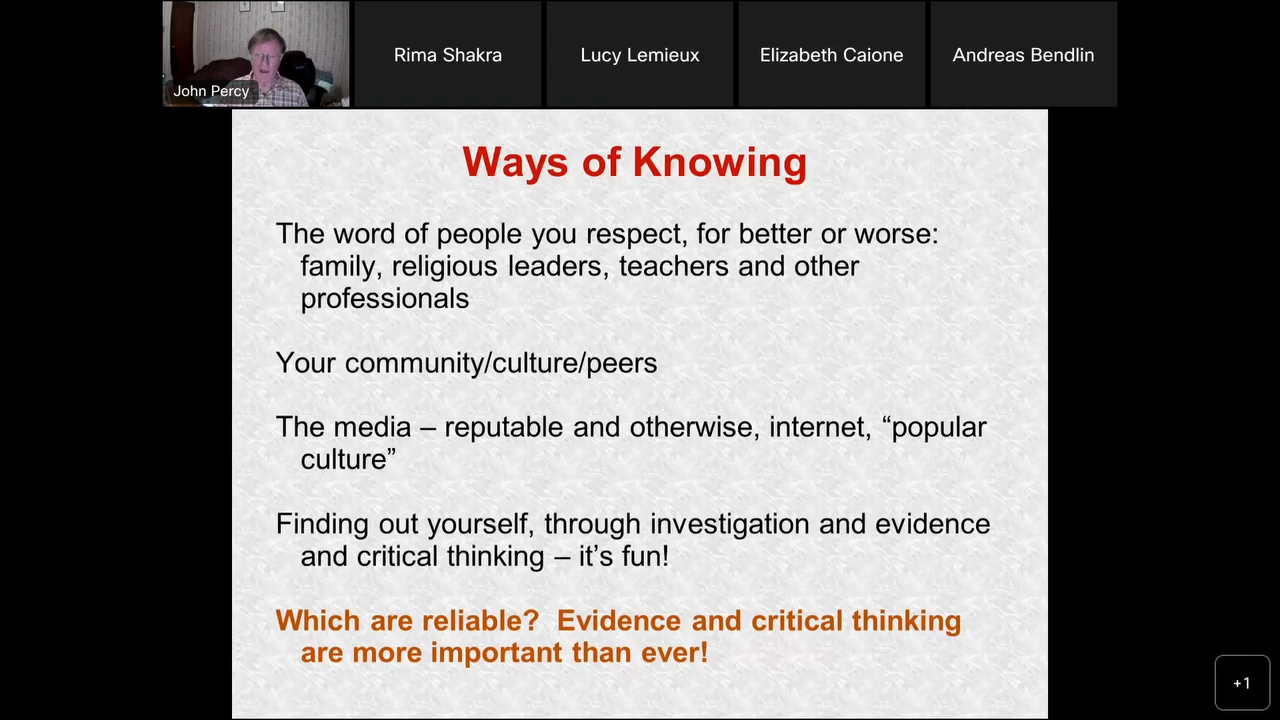 John Percy
Rima Shakra
Lucy Lemieux
Elizabeth Caione
Andreas Bendlin
Ways of Knowing
The word of people you respect, for better or worse:
family, religious leaders, teachers and other
professionals
Your community/culture/peers
The media – reputable and otherwise, internet, “popular
culture”
Finding out yourself, through investigation and evidence
and critical thinking – it’s fun!
Which are reliable?  Evidence and critical thinking
are more important than ever!
+1